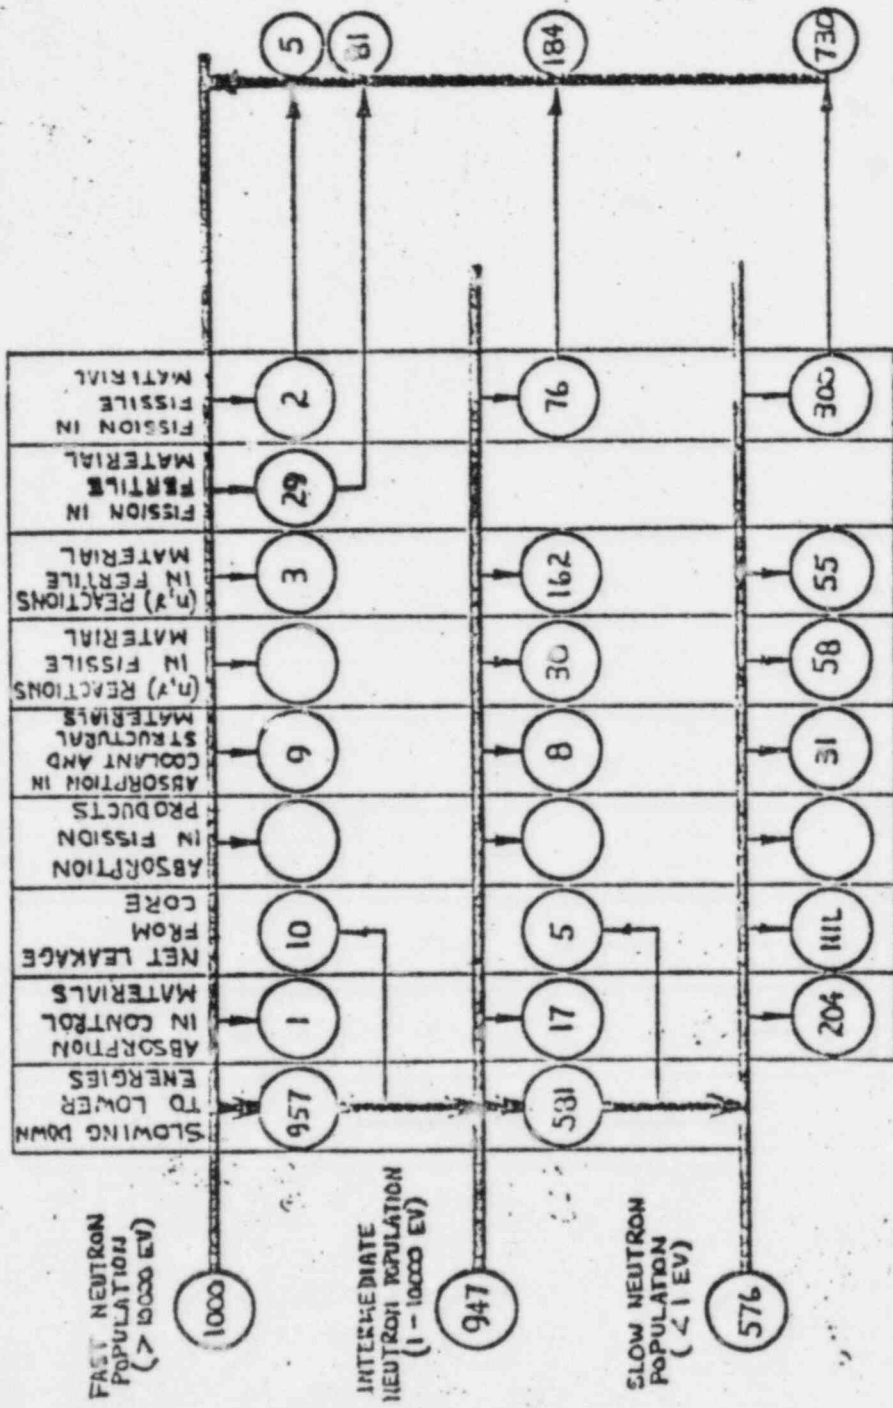 SLOWING DOWN
TO LOWER
ENERGIES
ABSORPTION
IN CONTROL
MATERIALS
NET LEAKAGE
FROM
CORE
ABSORPTION
IN FISSION
PRODUCTS
ABSORPTION IN
COOLANT AND
STRUCTURAL
MATERIALS
(n,γ) REACTIONS
IN FISSILE
MATERIAL
(n,γ) REACTIONS
IN FERTILE
MATERIAL
FISSION IN
FERTILE
MATERIAL
FISSION IN
FISSILE
MATERIAL
FAST NEUTRON
POPULATION
(> 10000 EV)
1000
957
1
10
9
3
29
2
5
81
INTERMEDIATE
NEUTRON POPULATION
(1 - 10000 EV)
947
581
17
5
8
30
162
76
184
SLOW NEUTRON
POPULATION
(< 1 EV)
576
204
NIL
31
58
55
300
730